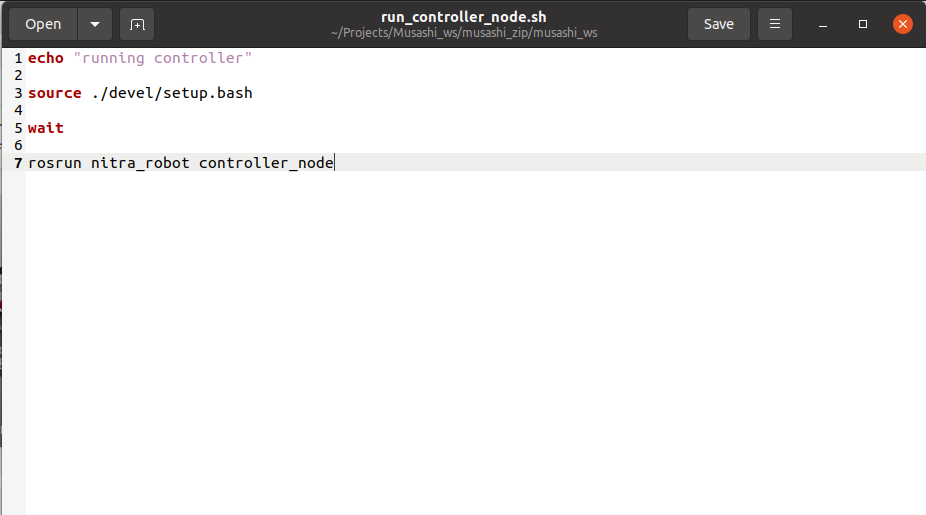 Open
run_controller_node.sh
~/Projects/Musashi_ws/musashi_zip/musashi_ws
Save
1 echo "running controller"
2
3 source ./devel/setup.bash
4
5 wait
6
7 rosrun nitra_robot controller_node